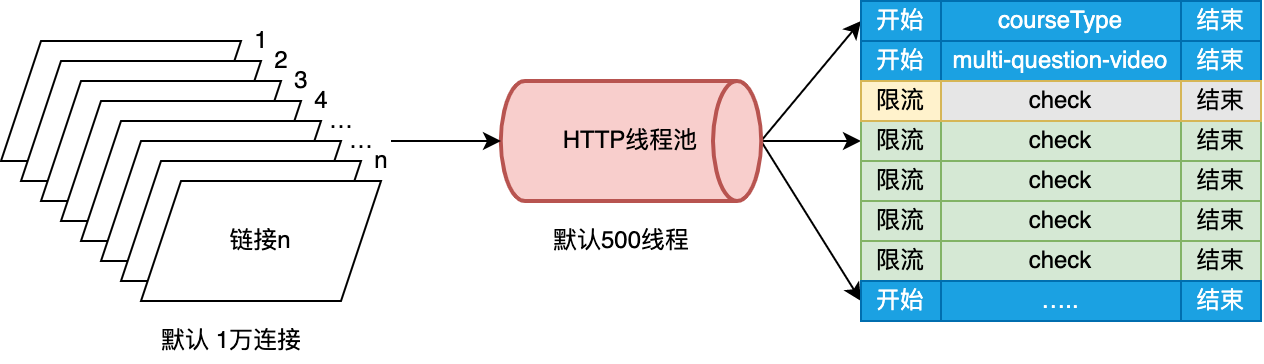 1
2
3
4
...
...
n
链接n
默认 1万连接
HTTP线程池
默认500线程
开始 courseType 结束
开始 multi-question-video 结束
限流 check 结束
限流 check 结束
限流 check 结束
限流 check 结束
限流 check 结束
开始 ..... 结束